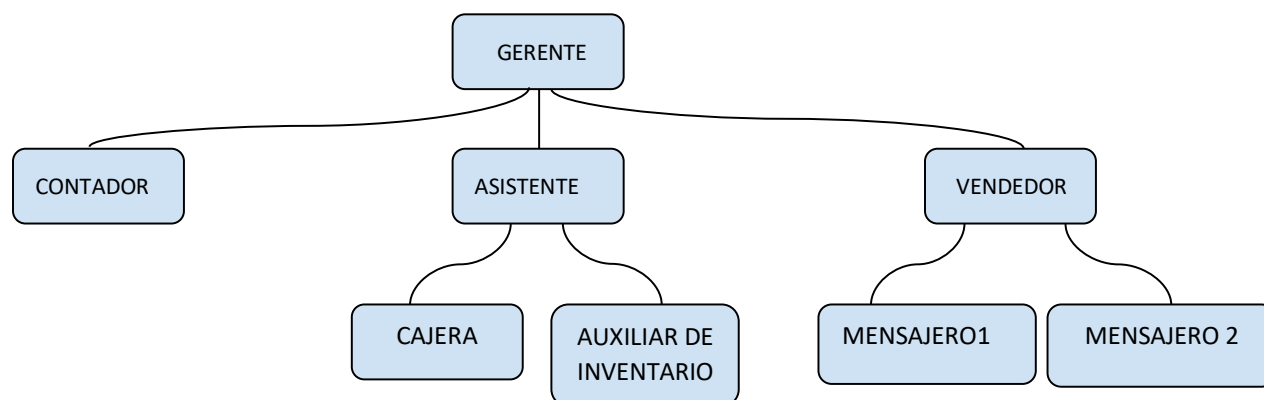 GERENTE
CONTADOR
ASISTENTE
VENDEDOR
CAJERA
AUXILIAR DE
INVENTARIO
MENSAJERO1
MENSAJERO 2